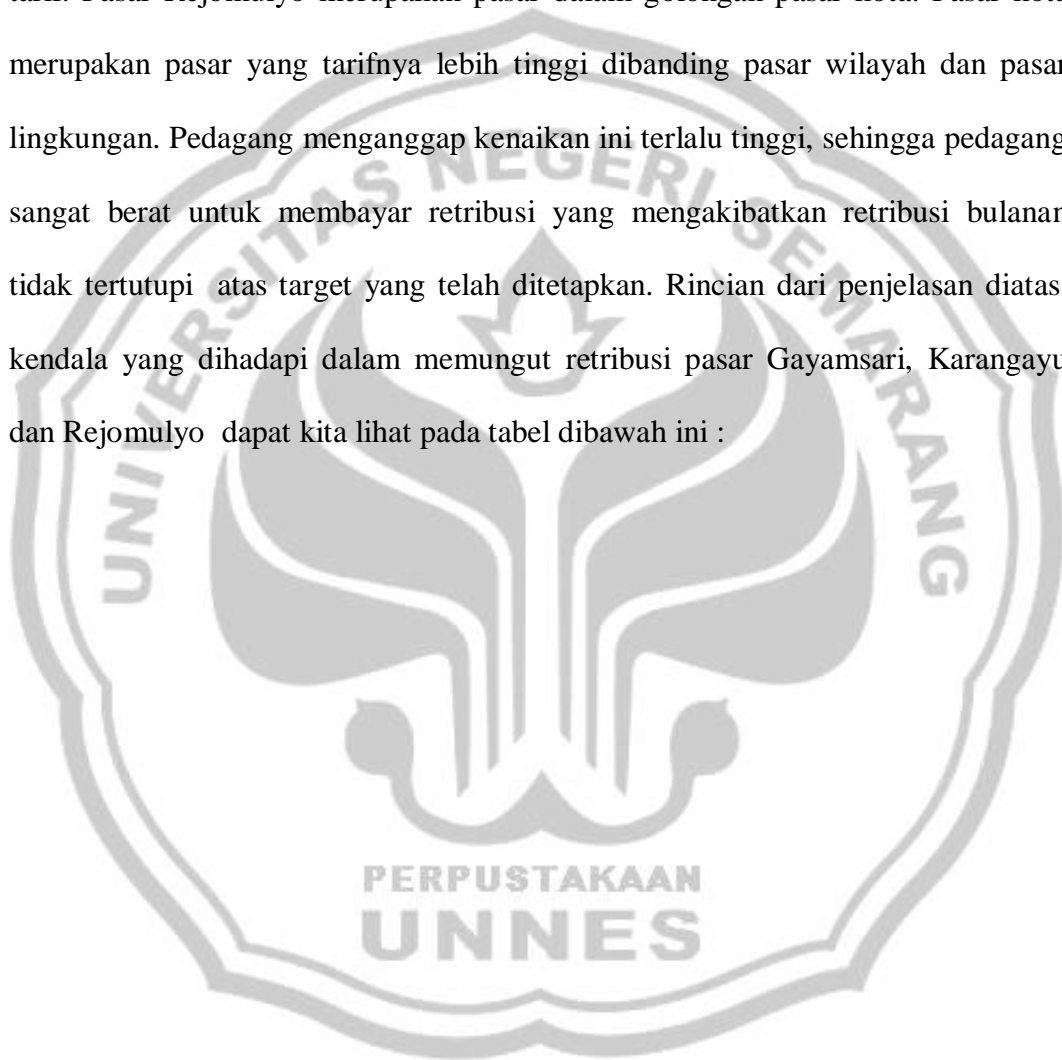 tarif. Pasar Rejomulyo merupakan pasar dalam golongan pasar kota. Pasar kota
merupakan pasar yang tarifnya lebih tinggi dibanding pasar wilayah dan pasar
lingkungan. Pedagang menganggap kenaikan ini terlalu tinggi, sehingga pedagang
sangat berat untuk membayar retribusi yang mengakibatkan retribusi bulanan
tidak tertutupi atas target yang telah ditetapkan. Rincian dari penjelasan diatas
kendala yang dihadapi dalam memungut retribusi pasar Gayamsari, Karangayu
dan Rejomulyo dapat kita lihat pada tabel dibawah ini :
UNIVERSITAS NEGERI SEMARANG
PERPUSTAKAAN
UNNES